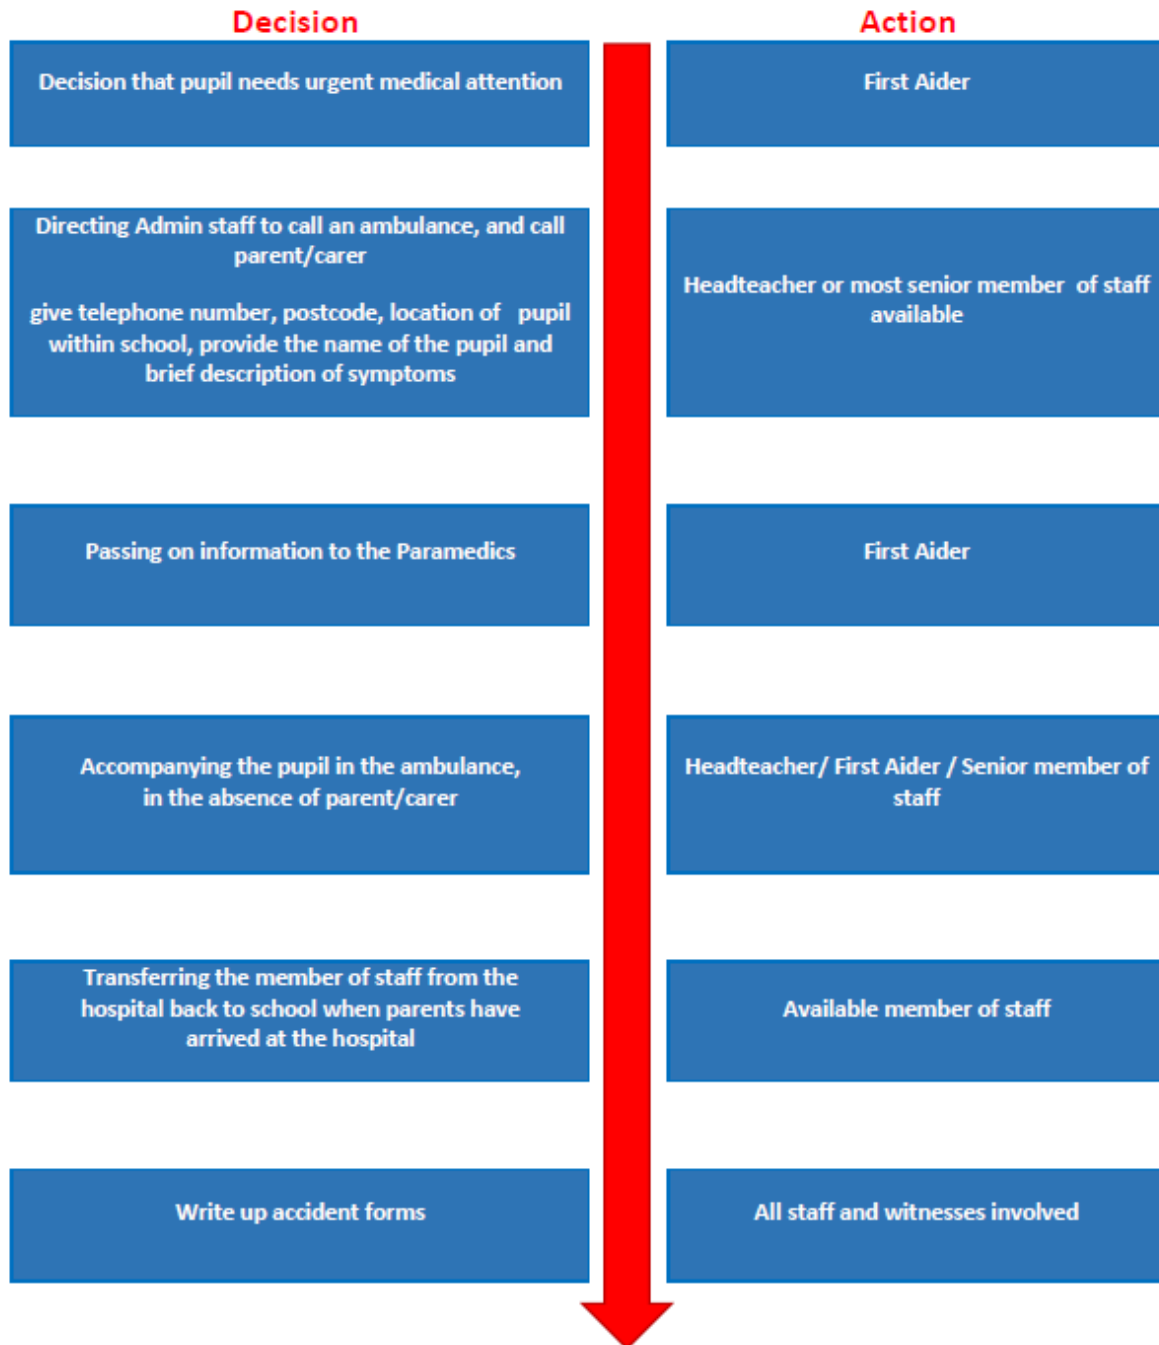 Decision
Action
Decision that pupil needs urgent medical attention
First Aider
Directing Admin staff to call an ambulance, and call
parent/carer
give telephone number, postcode, location of pupil
within school, provide the name of the pupil and
brief description of symptoms
Headteacher or most senior member of staff
available
Passing on information to the Paramedics
First Aider
Accompanying the pupil in the ambulance,
in the absence of parent/carer
Headteacher/ First Aider / Senior member of
staff
Transferring the member of staff from the
hospital back to school when parents have
arrived at the hospital
Available member of staff
Write up accident forms
All staff and witnesses involved